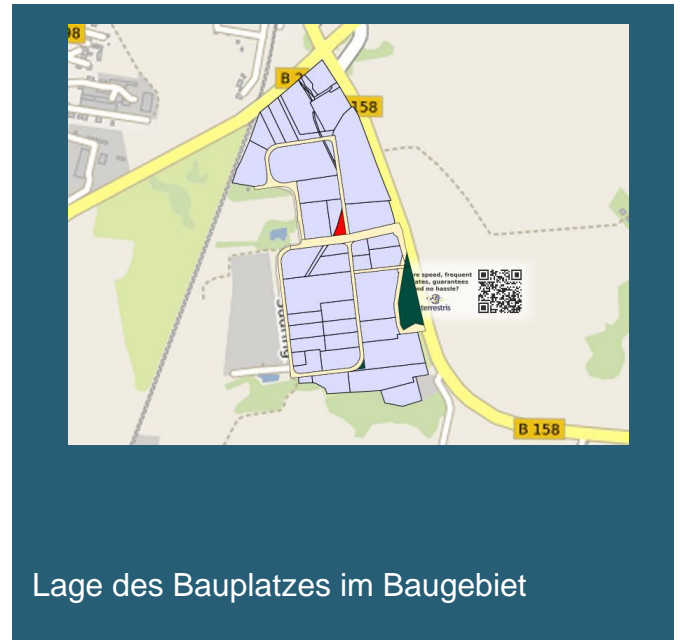 98
B 2
158
re speed, frequent
ates, guarantees
nd no hassle?
terrestris
B 158
Lage des Bauplatzes im Baugebiet